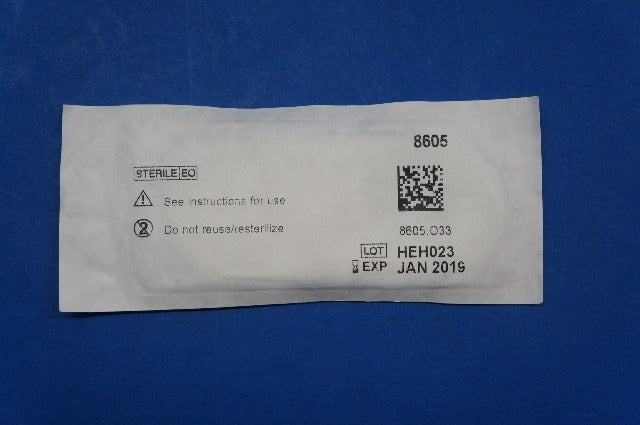 8605
STERILE EO
See instructions for use
Do not reuse/resterilize
8605.O33
LOT HEH023
EXP JAN 2019